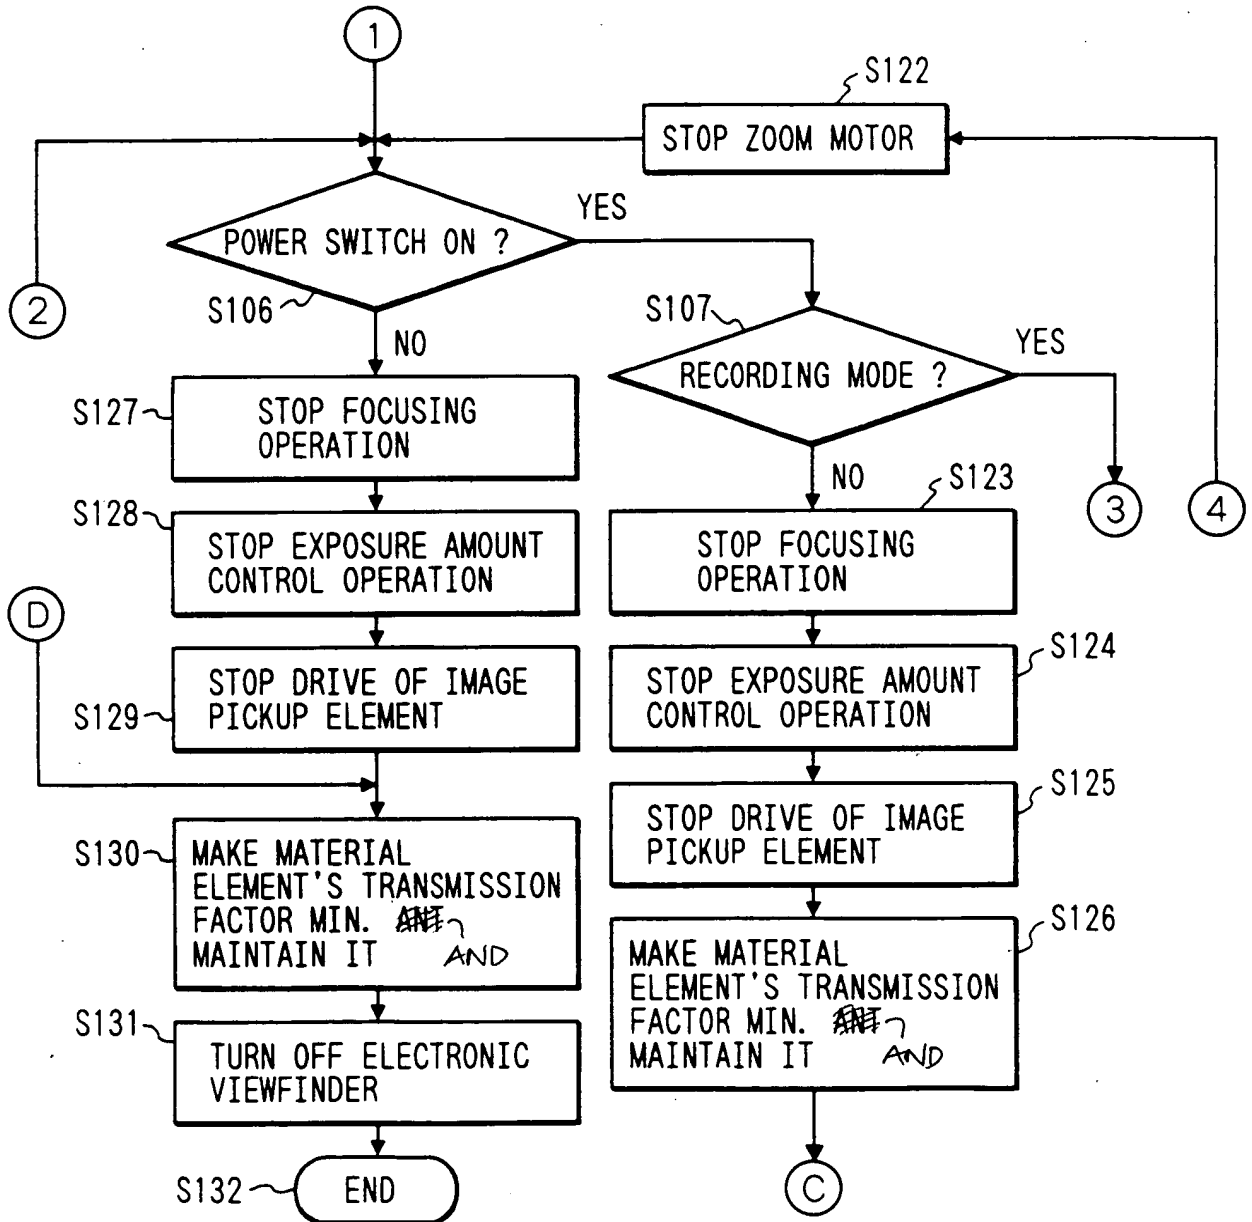 1
S122
STOP ZOOM MOTOR
YES
POWER SWITCH ON ?
2
S106
NO
S107
YES
RECORDING MODE ?
NO
3
4
S127
STOP FOCUSING
OPERATION
S123
STOP FOCUSING
OPERATION
S128
STOP EXPOSURE AMOUNT
CONTROL OPERATION
D
S124
STOP EXPOSURE AMOUNT
CONTROL OPERATION
S129
STOP DRIVE OF IMAGE
PICKUP ELEMENT
S125
STOP DRIVE OF IMAGE
PICKUP ELEMENT
S130
MAKE MATERIAL
ELEMENT'S TRANSMISSION
FACTOR MIN. ANT
MAINTAIN IT AND
S126
MAKE MATERIAL
ELEMENT'S TRANSMISSION
FACTOR MIN. ANT
MAINTAIN IT AND
S131
TURN OFF ELECTRONIC
VIEWFINDER
S132
END
C